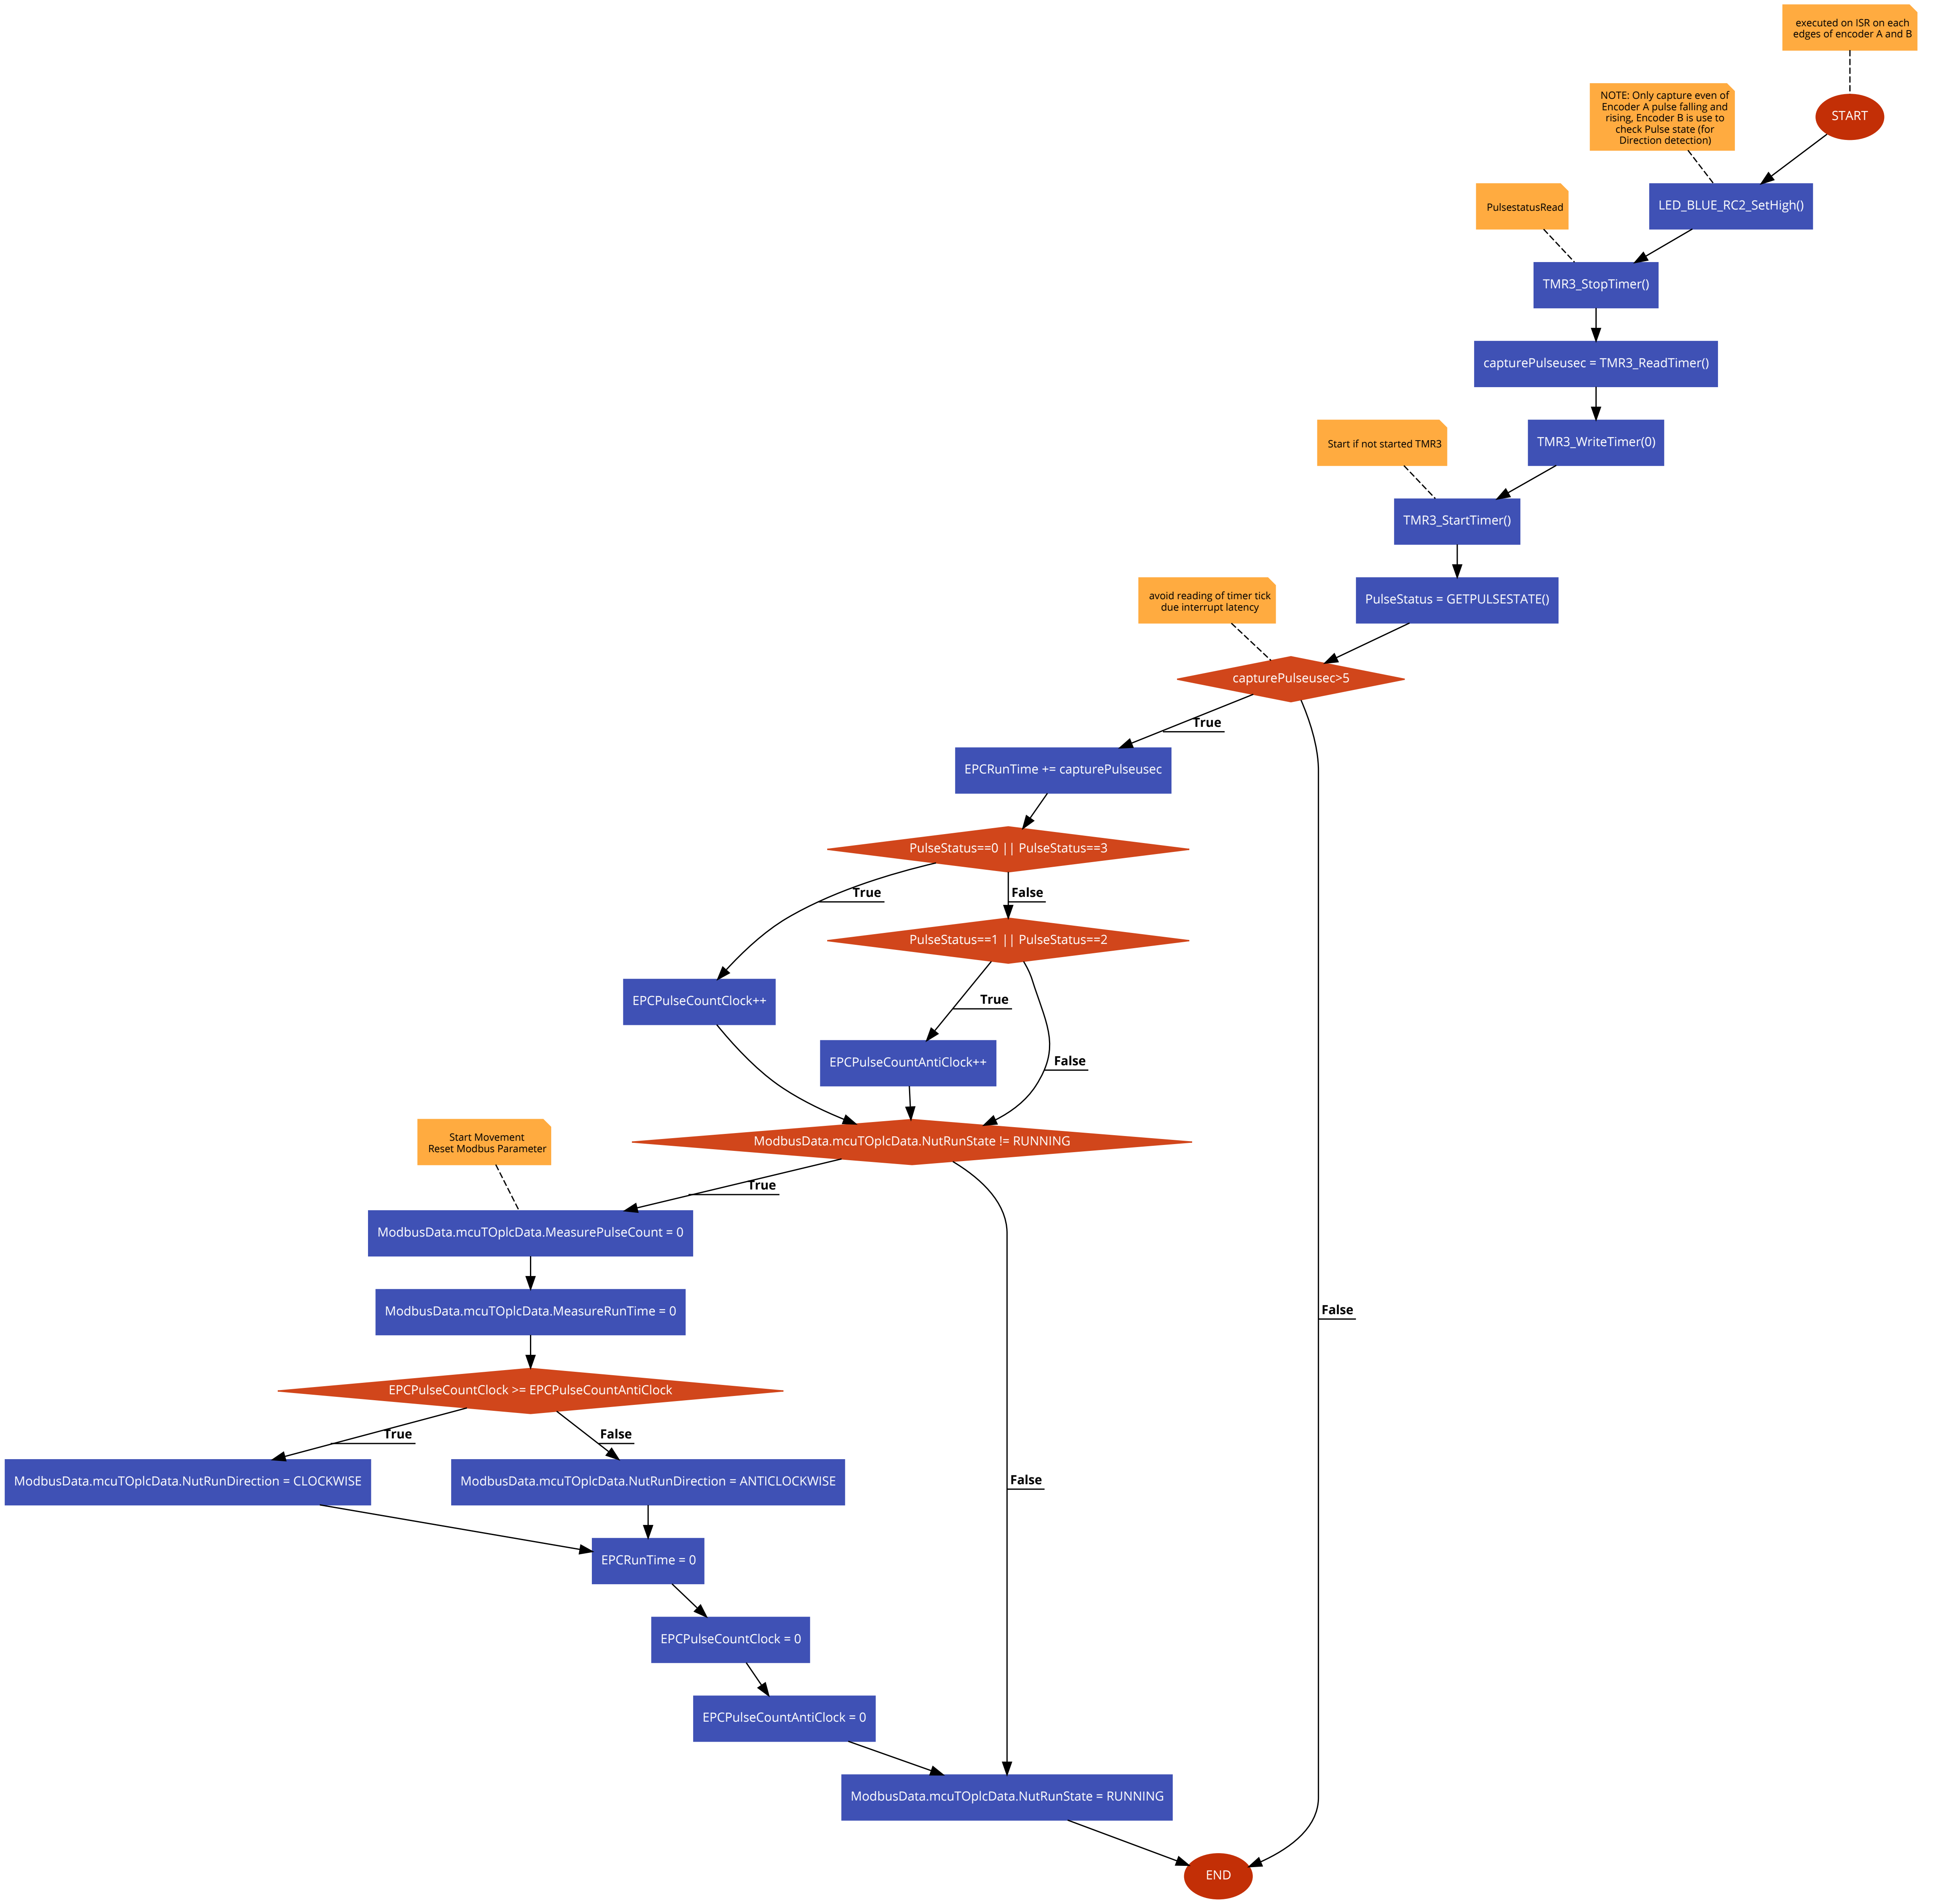 executed on ISR on each
edges of encoder A and B
START
NOTE: Only capture even of
Encoder A pulse falling and
rising, Encoder B is use to
check Pulse state (for
Direction detection)
LED_BLUE_RC2_SetHigh()
PulsestatusRead
TMR3_StopTimer()
capturePulseusec = TMR3_ReadTimer()
TMR3_WriteTimer(0)
Start if not started TMR3
TMR3_StartTimer()
PulseStatus = GETPULSESTATE()
avoid reading of timer tick
due interrupt latency
capturePulseusec>5
True
EPCRunTime += capturePulseusec
PulseStatus==0 || PulseStatus==3
True
False
PulseStatus==1 || PulseStatus==2
EPCPulseCountClock++
True
EPCPulseCountAntiClock++
False
ModbusData.mcuTOplcData.NutRunState != RUNNING
Start Movement
Reset Modbus Parameter
True
ModbusData.mcuTOplcData.MeasurePulseCount = 0
ModbusData.mcuTOplcData.MeasureRunTime = 0
False
EPCPulseCountClock >= EPCPulseCountAntiClock
True
False
ModbusData.mcuTOplcData.NutRunDirection = CLOCKWISE
ModbusData.mcuTOplcData.NutRunDirection = ANTICLOCKWISE
False
EPCRunTime = 0
EPCPulseCountClock = 0
EPCPulseCountAntiClock = 0
ModbusData.mcuTOplcData.NutRunState = RUNNING
END